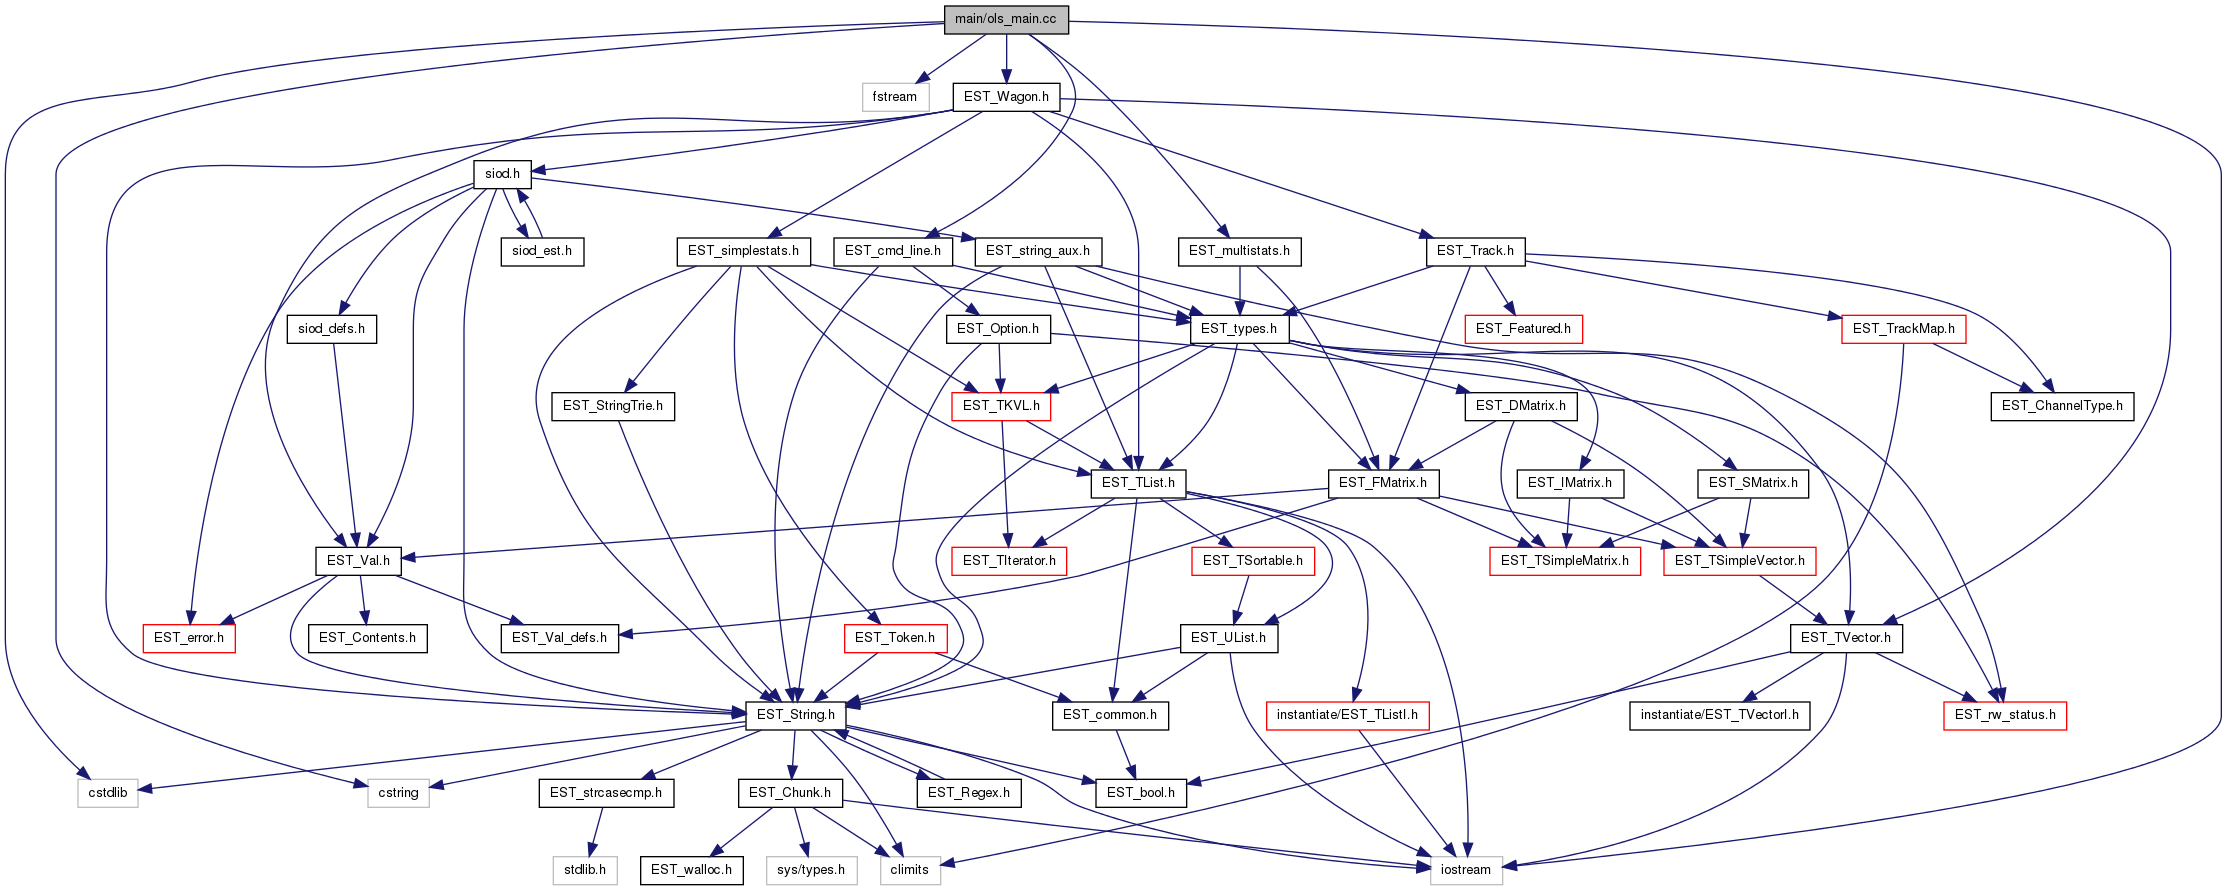 main/ols_main.cc
fstream
EST_Wagon.h
siod.h
siod_est.h
EST_simplestats.h
EST_cmd_line.h
EST_string_aux.h
EST_multistats.h
EST_Track.h
siod_defs.h
EST_Option.h
EST_types.h
EST_Featured.h
EST_TrackMap.h
EST_StringTrie.h
EST_TKVL.h
EST_DMatrix.h
EST_ChannelType.h
EST_TList.h
EST_FMatrix.h
EST_IMatrix.h
EST_SMatrix.h
EST_Val.h
EST_TIterator.h
EST_TSortable.h
EST_TSimpleMatrix.h
EST_TSimpleVector.h
EST_error.h
EST_Contents.h
EST_Val_defs.h
EST_Token.h
EST_UList.h
EST_TVector.h
EST_String.h
EST_common.h
instantiate/EST_TListI.h
instantiate/EST_TVectorI.h
EST_rw_status.h
cstdlib
cstring
EST_strcasecmp.h
EST_Chunk.h
EST_Regex.h
EST_bool.h
stdlib.h
EST_walloc.h
sys/types.h
climits
iostream